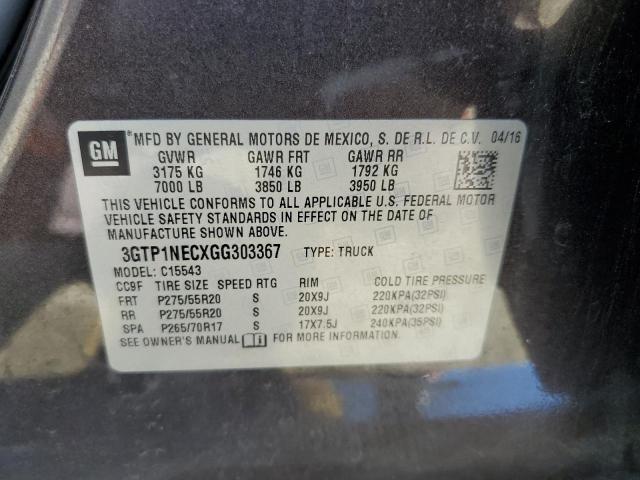 GM MFD BY GENERAL MOTORS DE MEXICO, S. DE R.L. DE C.V. 04/16
GVWR GAWR FRT GAWR RR
3175 KG 1746 KG 1792 KG
7000 LB 3850 LB 3950 LB
THIS VEHICLE CONFORMS TO ALL APPLICABLE U.S. FEDERAL MOTOR
VEHICLE SAFETY STANDARDS IN EFFECT ON THE DATE OF
MANUFACTURE SHOWN ABOVE.
3GTP1NECXGG303367 TYPE: TRUCK
MODEL: C15543
CC9F TIRE SIZE SPEED RTG RIM COLD TIRE PRESSURE
FRT P275/55R20 S 20X9J 220KPA(32PSI)
RR P275/55R20 S 20X9J 220KPA(32PSI)
SPA P265/70R17 S 17X7.5J 240KPA(35PSI)
SEE OWNER'S MANUAL FOR MORE INFORMATION.